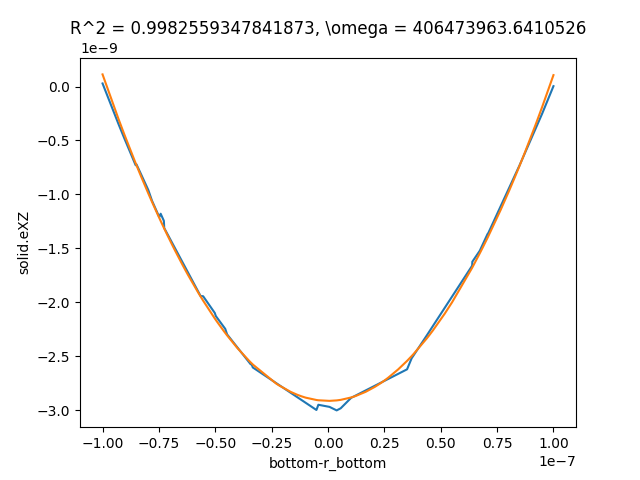 R^2 = 0.9982559347841873, \omega = 406473963.6410526
1e−9
0.0
−0.5
−1.0
−1.5
−2.0
−2.5
−3.0
solid.eXZ
−1.00 −0.75 −0.50 −0.25 0.00 0.25 0.50 0.75 1.00
bottom-r_bottom
1e−7